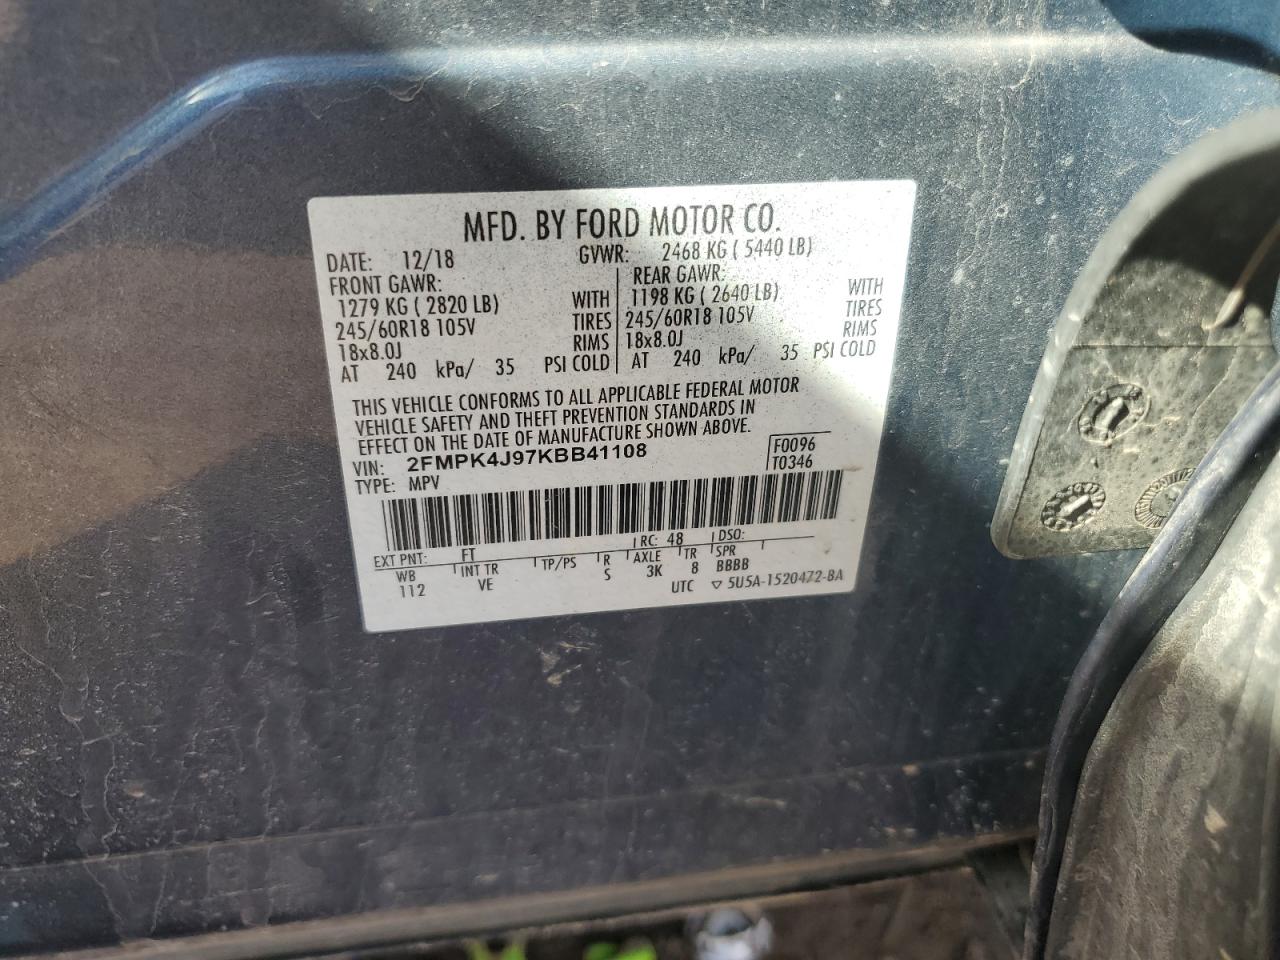 MFD. BY FORD MOTOR CO.
DATE: 12/18 GVWR: 2468 KG ( 5440 LB)
FRONT GAWR: REAR GAWR:
1279 KG ( 2820 LB) WITH 1198 KG ( 2640 LB) WITH
245/60R18 105V TIRES 245/60R18 105V TIRES
18x8.0J RIMS 18x8.0J RIMS
AT 240 kPa/ 35 PSI COLD AT 240 kPa/ 35 PSI COLD
THIS VEHICLE CONFORMS TO ALL APPLICABLE FEDERAL MOTOR
VEHICLE SAFETY AND THEFT PREVENTION STANDARDS IN
EFFECT ON THE DATE OF MANUFACTURE SHOWN ABOVE.
VIN: 2FMPK4J97KBB41108 F0096
TYPE: MPV T0346
EXT PNT: FT RC: 48 DSO:
WB INT TR TP/PS R AXLE TR SPR
112 VE S 3K 8 BBBB
UTC ▽ 5U5A-1520472-BA